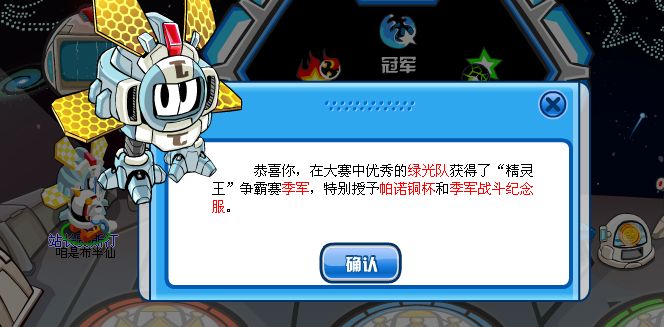 冠军
恭喜你，在大赛中优秀的绿光队获得了“精灵
王”争霸赛季军，特别授予帕诺铜杯和季军战斗纪念
服。
确认
咱是布半仙